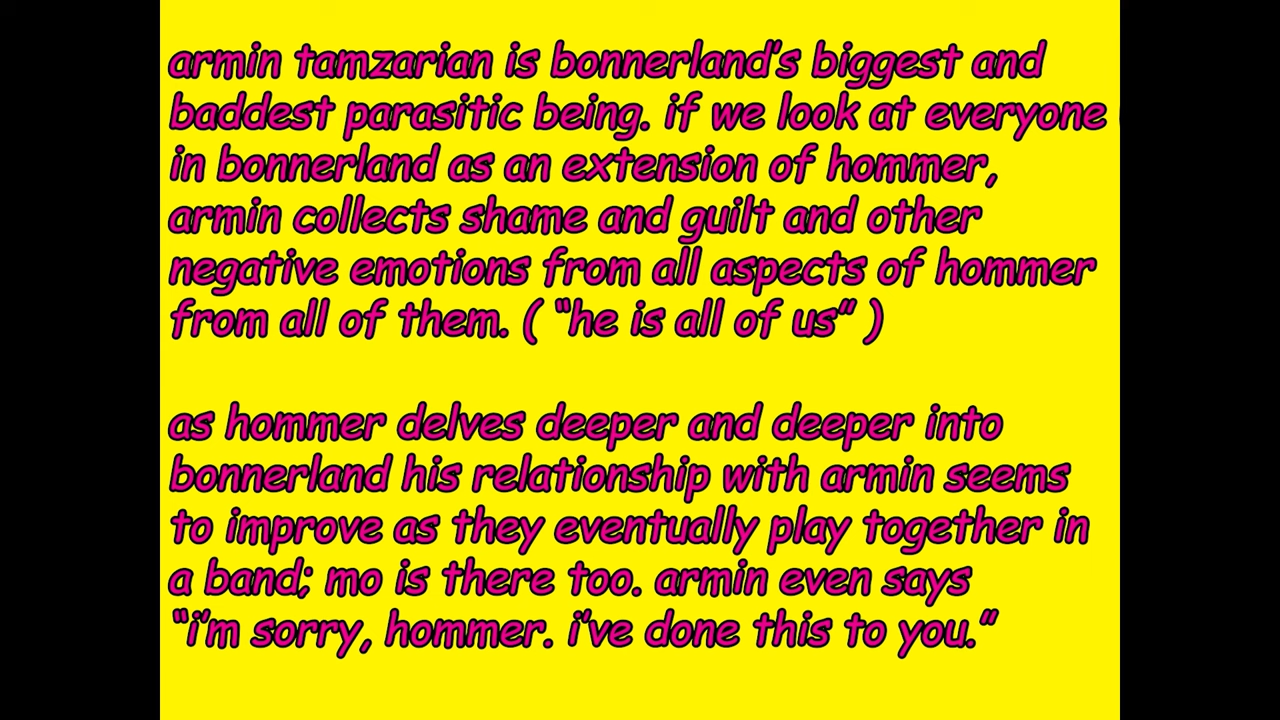 armin tamzarian is bonnerland's biggest and
baddest parasitic being. if we look at everyone
in bonnerland as an extension of hommer,
armin collects shame and guilt and other
negative emotions from all aspects of hommer
from all of them. ( “he is all of us” )
as hommer delves deeper and deeper into
bonnerland his relationship with armin seems
to improve as they eventually play together in
a band; mo is there too. armin even says
“i'm sorry, hommer. i've done this to you.”